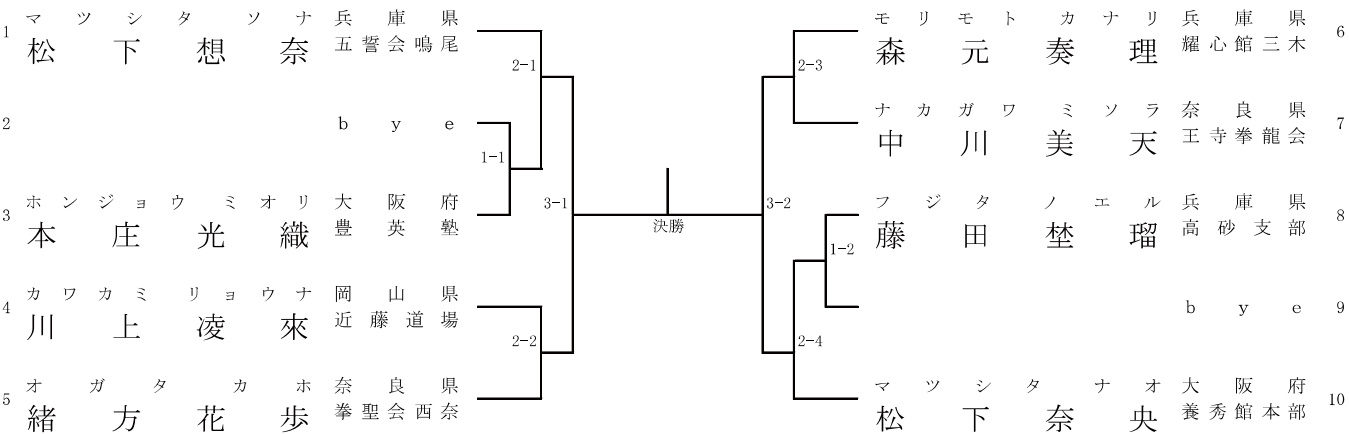 マツシタ ソナ 兵庫県
1 松下想奈 五誓会鳴尾
2 bye
ホンジョウ ミオリ 大阪府
3 本庄光織 豊英塾
カワカミ リョウナ 岡山県
4 川上凌來 近藤道場
オガタ カホ 奈良県
5 緒方花歩 拳聖会西奈
2-1
1-1
3-1
2-2
決勝
3-2
2-3
1-2
2-4
モリモト カナリ 兵庫県
森元奏理 耀心館三木 6
ナカガワ ミソラ 奈良県
中川美天 王寺拳龍会 7
フジタ ノエル 兵庫県
藤田埜瑠 高砂支部 8
bye 9
マツシタ ナオ 大阪府
松下奈央 養秀館本部 10